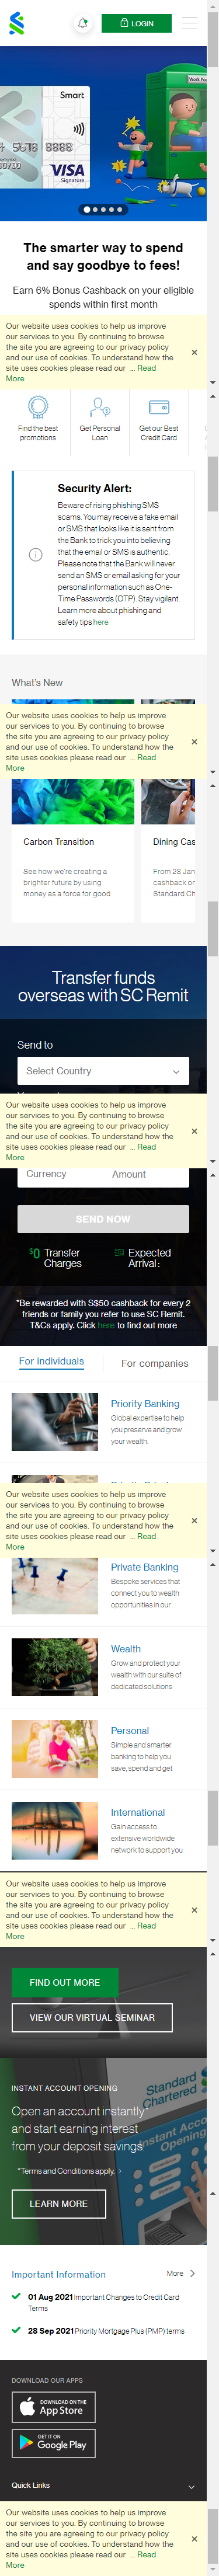 LOGIN
Work Po
Smart
5178 8888
00/00
VISA
Signature
The smarter way to spend
and say goodbye to fees!
Earn 6% Bonus Cashback on your eligible
spends within first month
Our website uses cookies to help us improve
our services to you. By continuing to browse
the site you are agreeing to our privacy policy
and our use of cookies. To understand how the
site uses cookies please read our ... Read
More
Find the best
promotions
Get Personal
Loan
Get our Best
Credit Card
Security Alert:
Beware of rising phishing SMS
scams. You may receive a fake email
or SMS that looks like it is sent from
the Bank to trick you into believing
that the email or SMS is authentic.
Please note that the Bank will never
send an SMS or email asking for your
personal information such as One-
Time Passwords (OTP). Stay vigilant.
Learn more about phishing and
safety tips here
What's New
Our website uses cookies to help us improve
our services to you. By continuing to browse
the site you are agreeing to our privacy policy
and our use of cookies. To understand how the
site uses cookies please read our ... Read
More
Carbon Transition
See how we're creating a
brighter future by using
money as a force for good
Dining Cas
From 28 Jan
cashback or
Standard Ch
Transfer funds
overseas with SC Remit
Send to
Select Country
Our website uses cookies to help us improve
our services to you. By continuing to browse
the site you are agreeing to our privacy policy
and our use of cookies. To understand how the
site uses cookies please read our ... Read
More
Currency Amount
SEND NOW
$0 Transfer
Charges
Expected
Arrival :
*Be rewarded with S$50 cashback for every 2
friends or family you refer to use SC Remit.
T&Cs apply. Click here to find out more
For individuals
For companies
Priority Banking
Global expertise to help
you preserve and grow
your wealth.
Our website uses cookies to help us improve
our services to you. By continuing to browse
the site you are agreeing to our privacy policy
and our use of cookies. To understand how the
site uses cookies please read our ... Read
More
Private Banking
Bespoke services that
connect you to wealth
opportunities in our
Wealth
Grow and protect your
wealth with our suite of
dedicated solutions
Personal
Simple and smarter
banking to help you
save, spend and get
International
Gain access to
extensive worldwide
network to support you
Our website uses cookies to help us improve
our services to you. By continuing to browse
the site you are agreeing to our privacy policy
and our use of cookies. To understand how the
site uses cookies please read our ... Read
More
FIND OUT MORE
VIEW OUR VIRTUAL SEMINAR
INSTANT ACCOUNT OPENING
Standard
Chartered
Instant Account
Opening
Open an account instantly*
and start earning interest
from your deposit savings.
*Terms and Conditions apply. >
LEARN MORE
Important Information
More
01 Aug 2021 Important Changes to Credit Card
Terms
28 Sep 2021 Priority Mortgage Plus (PMP) terms
DOWNLOAD OUR APPS
DOWNLOAD ON THE
App Store
GET IT ON
Google Play
Quick Links
Our website uses cookies to help us improve
our services to you. By continuing to browse
the site you are agreeing to our privacy policy
and our use of cookies. To understand how the
site uses cookies please read our ... Read
More